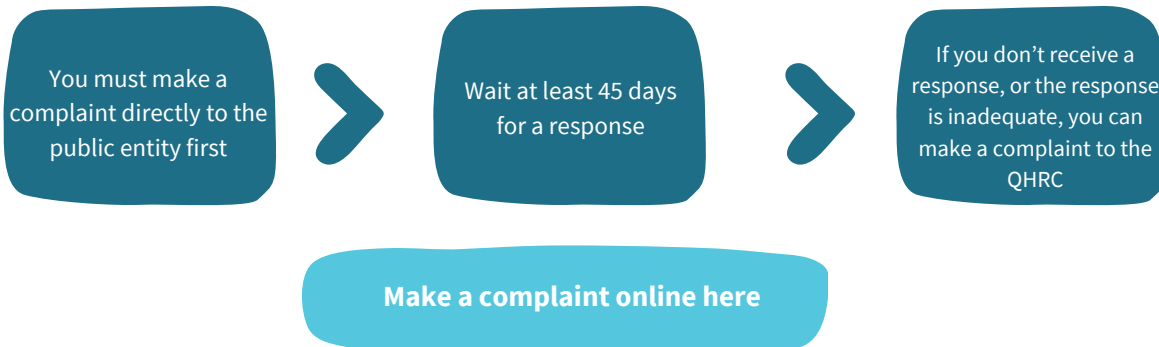 You must make a
complaint directly to the
public entity first
Wait at least 45 days
for a response
If you don’t receive a
response, or the response
is inadequate, you can
make a complaint to the
QHRC
Make a complaint online here